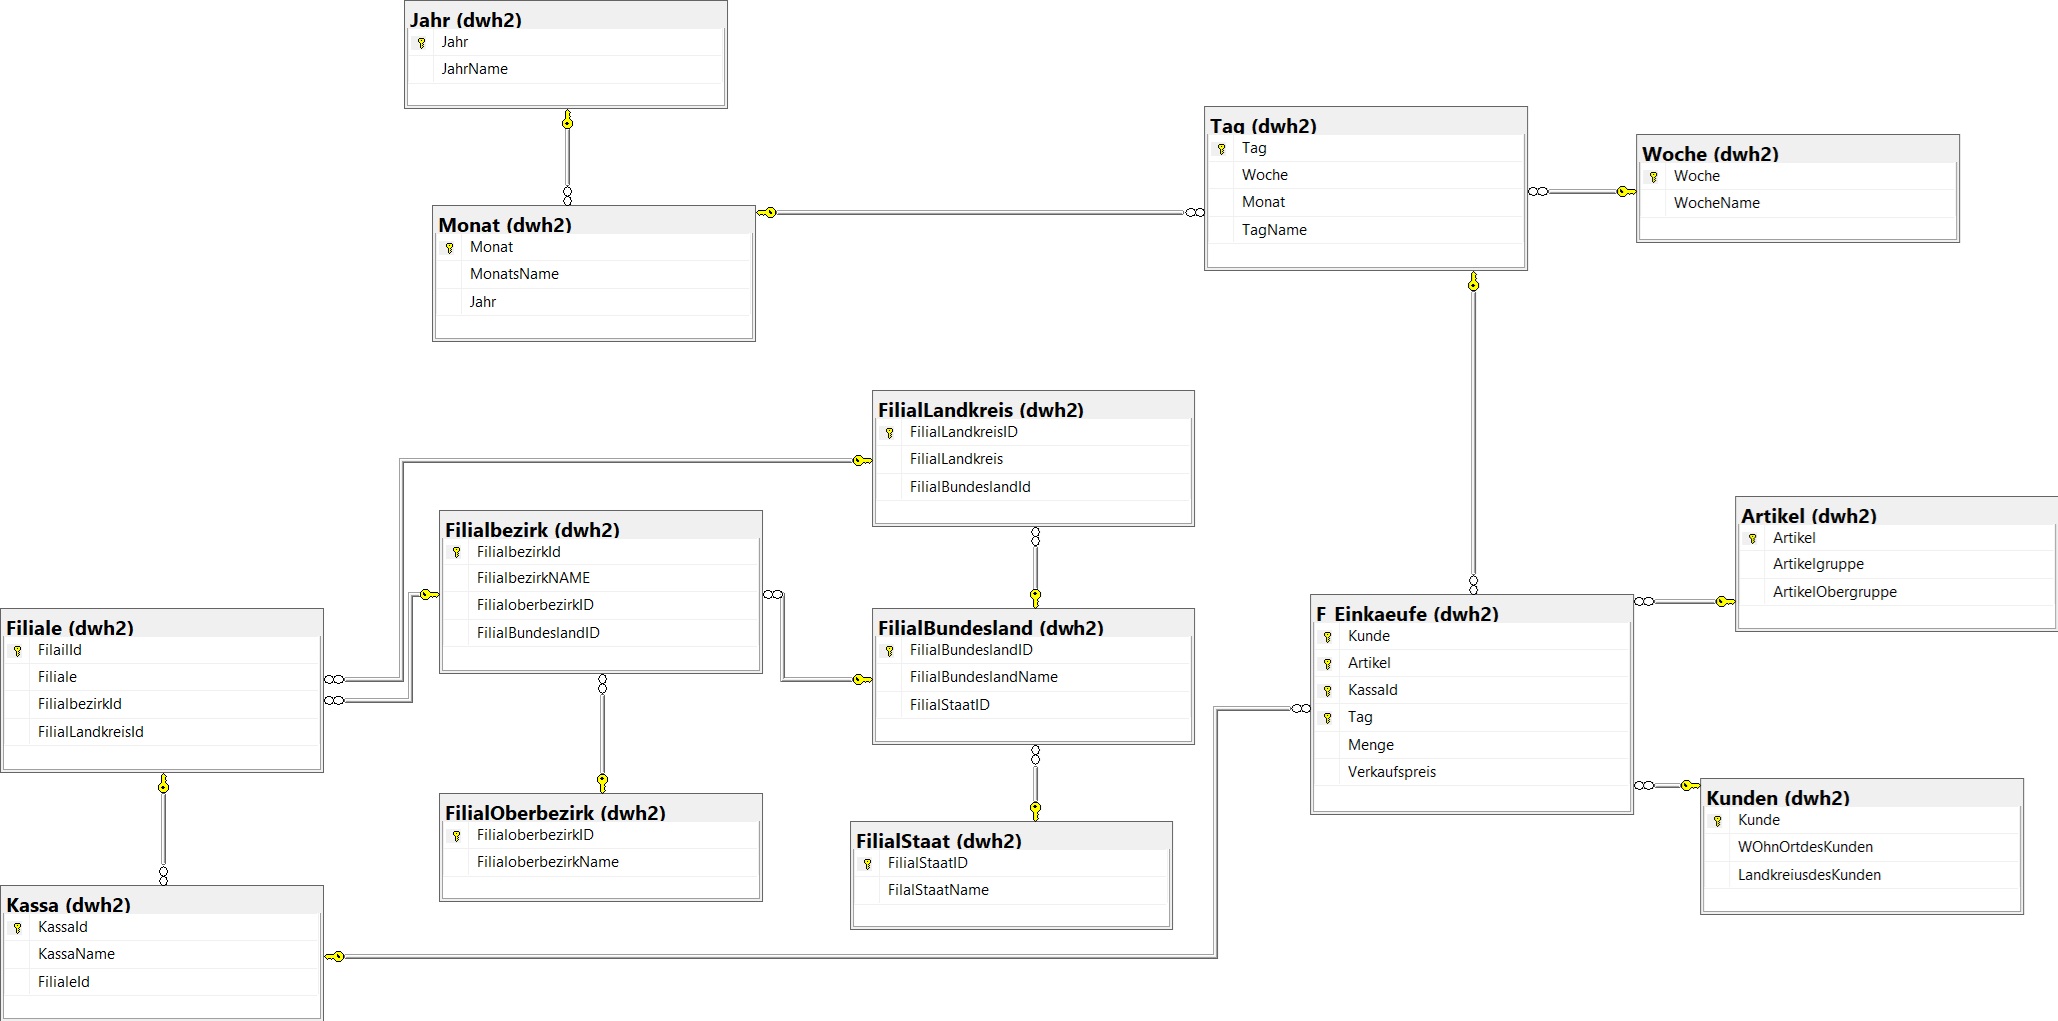 Jahr (dwh2)
Jahr
JahrName
Tag (dwh2)
Tag
Woche
Monat
TagName
Woche (dwh2)
Woche
WocheName
Monat (dwh2)
Monat
MonatsName
Jahr
FilialLandkreis (dwh2)
FilialLandkreisID
FilialLandkreis
FilialBundeslandId
Filialbezirk (dwh2)
FilialbezirkId
FilialbezirkNAME
FilialoberbezirkID
FilialBundeslandID
Artikel (dwh2)
Artikel
Artikelgruppe
ArtikelObergruppe
Filiale (dwh2)
FilailId
Filiale
FilialbezirkId
FilialLandkreisId
FilialBundesland (dwh2)
FilialBundeslandID
FilialBundeslandName
FilialStaatID
F_Einkaeufe (dwh2)
Kunde
Artikel
KassaId
Tag
Menge
Verkaufspreis
FilialOberbezirk (dwh2)
FilialoberbezirkID
FilialoberbezirkName
FilialStaat (dwh2)
FilialStaatID
FilalStaatName
Kunden (dwh2)
Kunde
WOhnOrtdesKunden
LandkreiusdesKunden
Kassa (dwh2)
KassaId
KassaName
FilialeId